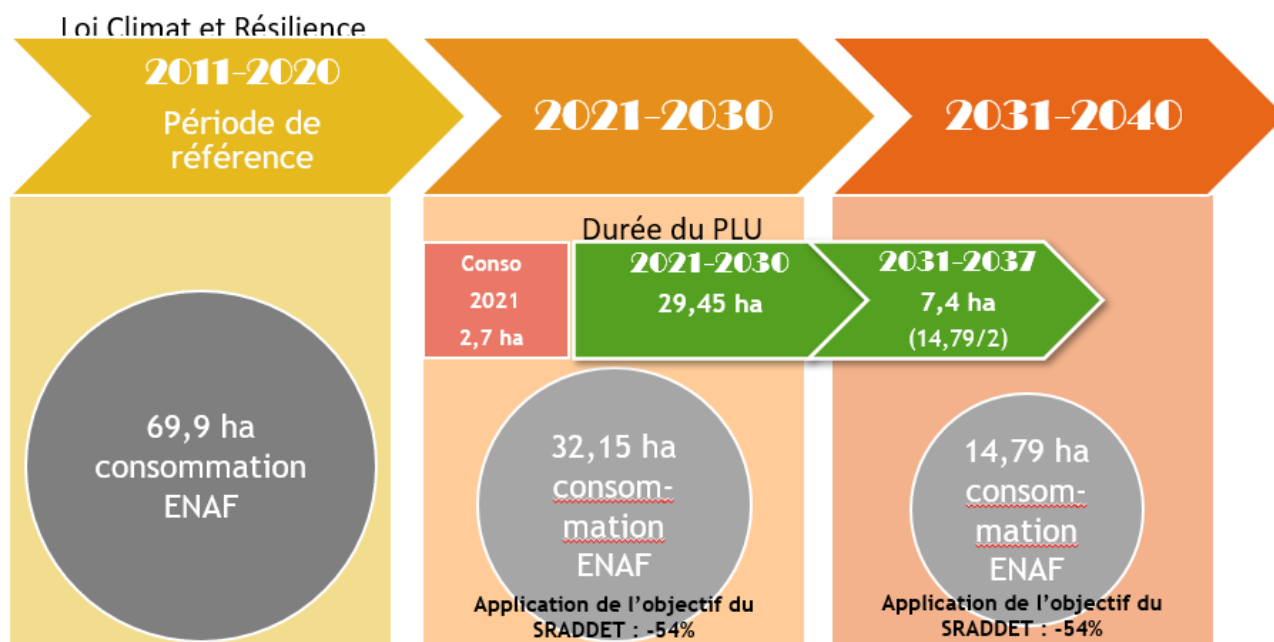 Loi Climat et Résilience
2011-2020
Période de
référence
2021-2030
2031-2040
Durée du PLU
Conso
2021
2,7 ha
2021-2030
29,45 ha
2031-2037
7,4 ha
(14,79/2)
69,9 ha
consommation
ENAF
32,15 ha
consom-
mation
ENAF
Application de l’objectif du
SRADDET : -54%
14,79 ha
consom-
mation
ENAF
Application de l’objectif du
SRADDET : -54%